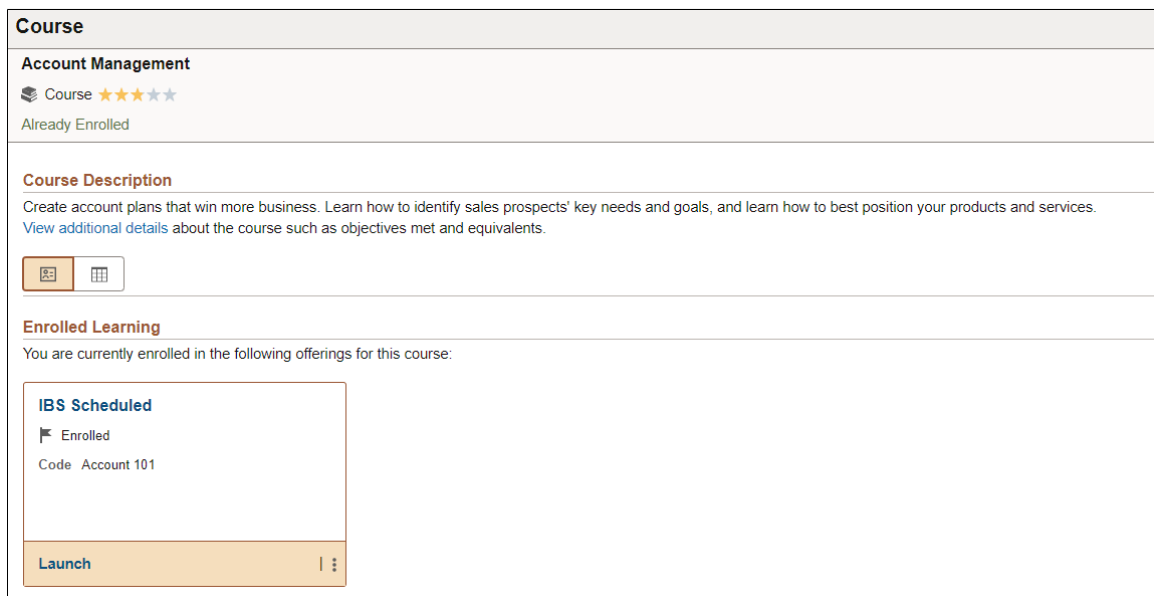 Course
Account Management
Course
Already Enrolled
Course Description
Create account plans that win more business. Learn how to identify sales prospects' key needs and goals, and learn how to best position your products and services.
View additional details about the course such as objectives met and equivalents.
Enrolled Learning
You are currently enrolled in the following offerings for this course:
IBS Scheduled
Enrolled
Code Account 101
Launch